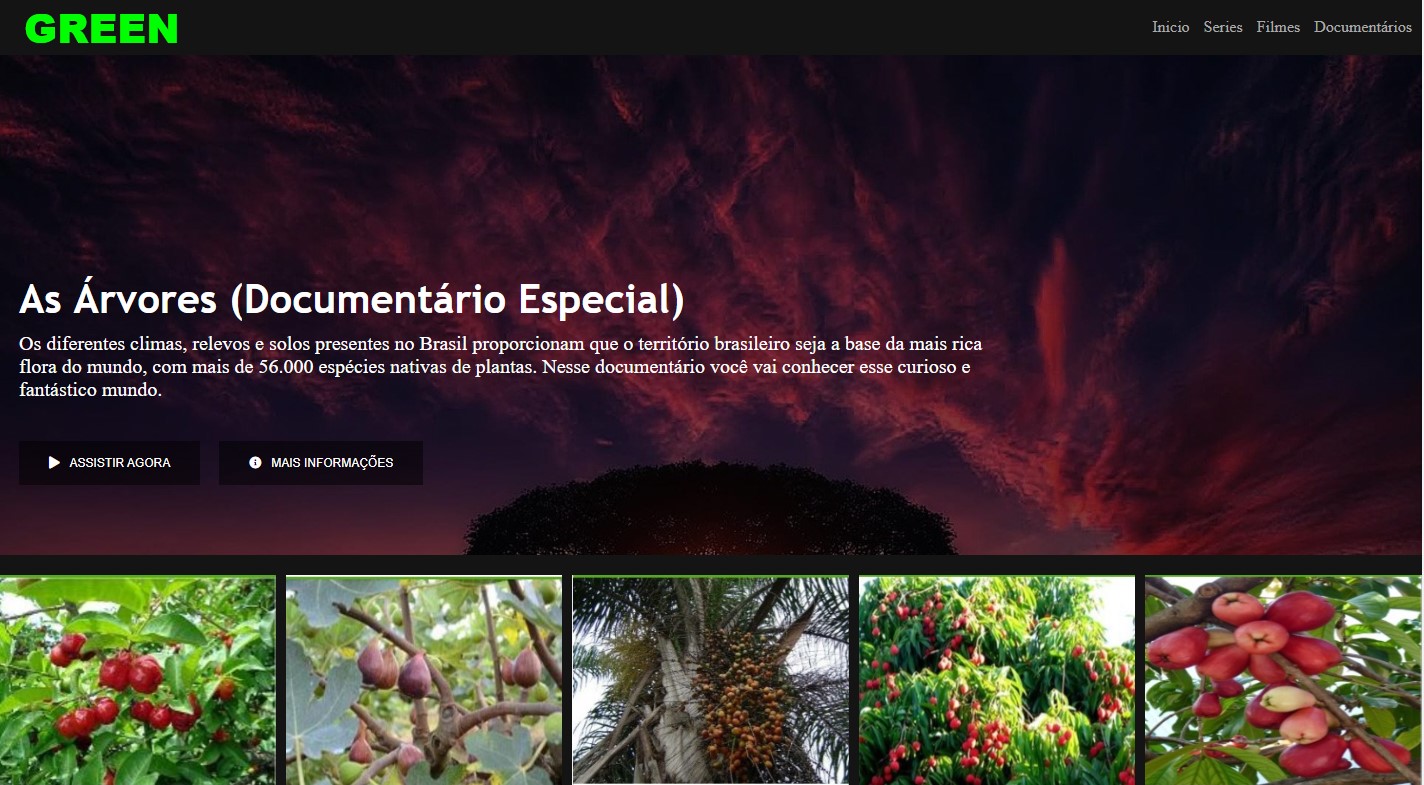 GREEN
Inicio Series Filmes Documentários
As Árvores (Documentário Especial)
Os diferentes climas, relevos e solos presentes no Brasil proporcionam que o território brasileiro seja a base da mais rica
flora do mundo, com mais de 56.000 espécies nativas de plantas. Nesse documentário você vai conhecer esse curioso e
fantástico mundo.
ASSISTIR AGORA MAIS INFORMAÇÕES